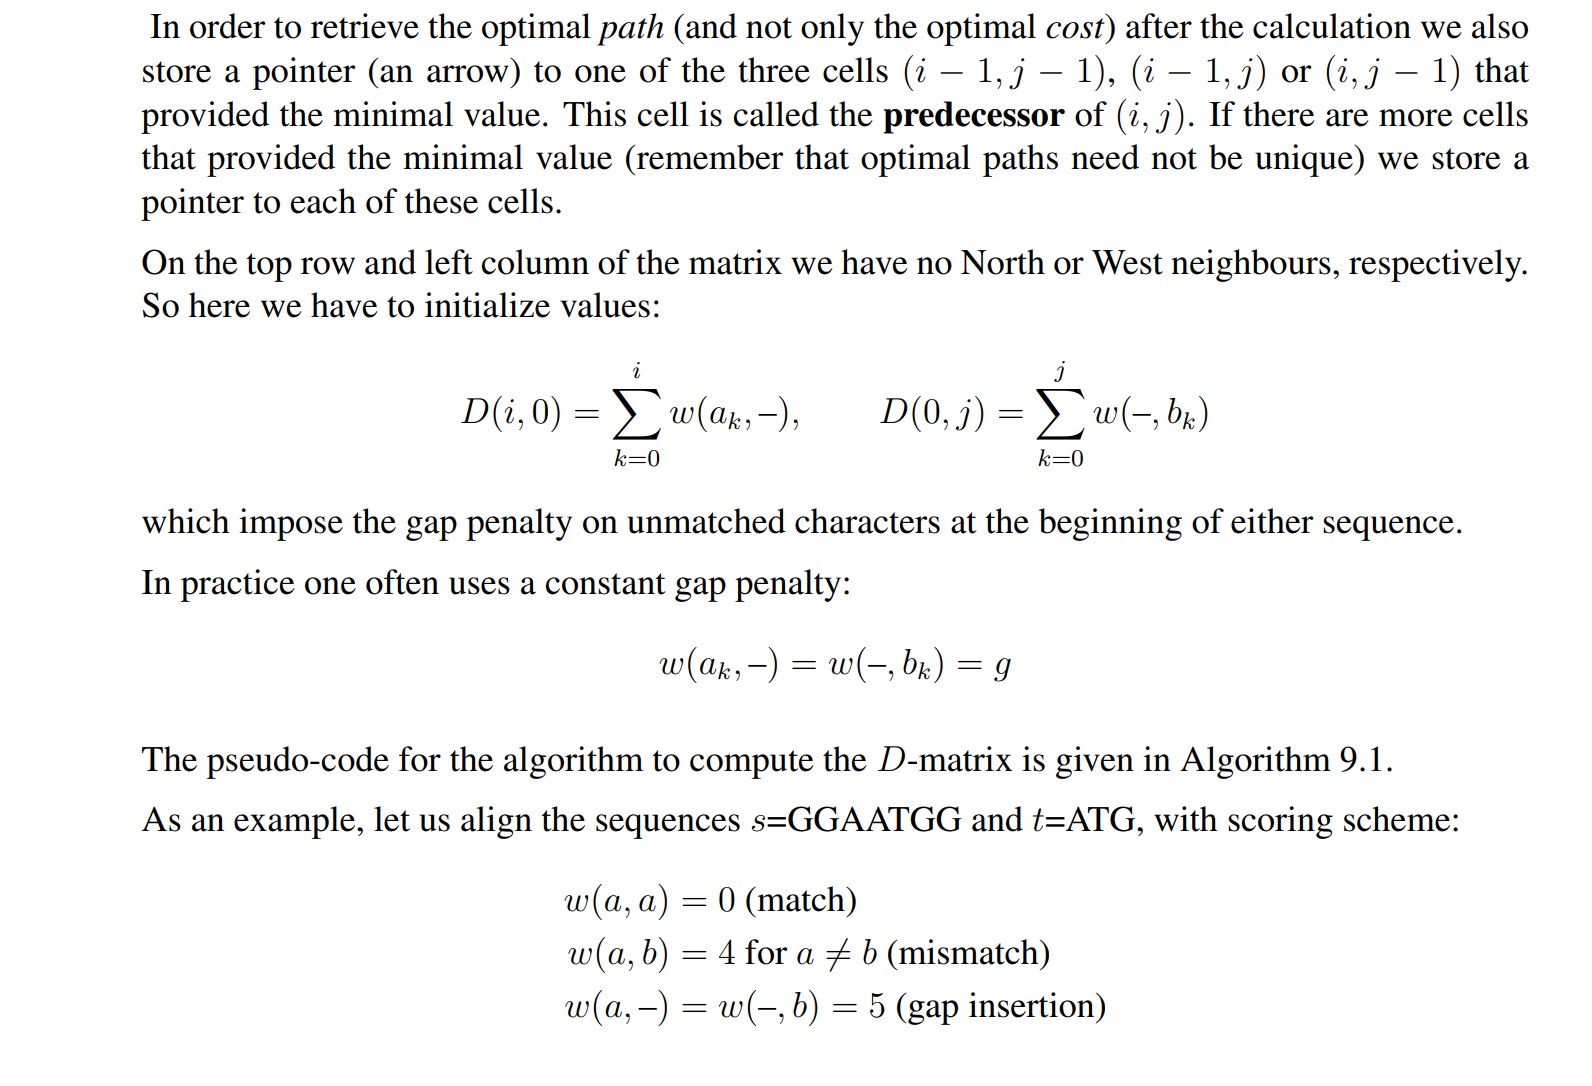 In order to retrieve the optimal path (and not only the optimal cost) after the calculation we also
store a pointer (an arrow) to one of the three cells (i − 1, j − 1), (i − 1, j) or (i, j − 1) that
provided the minimal value. This cell is called the predecessor of (i, j). If there are more cells
that provided the minimal value (remember that optimal paths need not be unique) we store a
pointer to each of these cells.
On the top row and left column of the matrix we have no North or West neighbours, respectively.
So here we have to initialize values:
D(i, 0) = ∑_{k=0}^{i} w(a_k, –), D(0, j) = ∑_{k=0}^{j} w(–, b_k)
which impose the gap penalty on unmatched characters at the beginning of either sequence.
In practice one often uses a constant gap penalty:
w(a_k, –) = w(–, b_k) = g
The pseudo-code for the algorithm to compute the D-matrix is given in Algorithm 9.1.
As an example, let us align the sequences s=GGAATGG and t=ATG, with scoring scheme:
w(a, a) = 0 (match)
w(a, b) = 4 for a ≠ b (mismatch)
w(a, –) = w(–, b) = 5 (gap insertion)